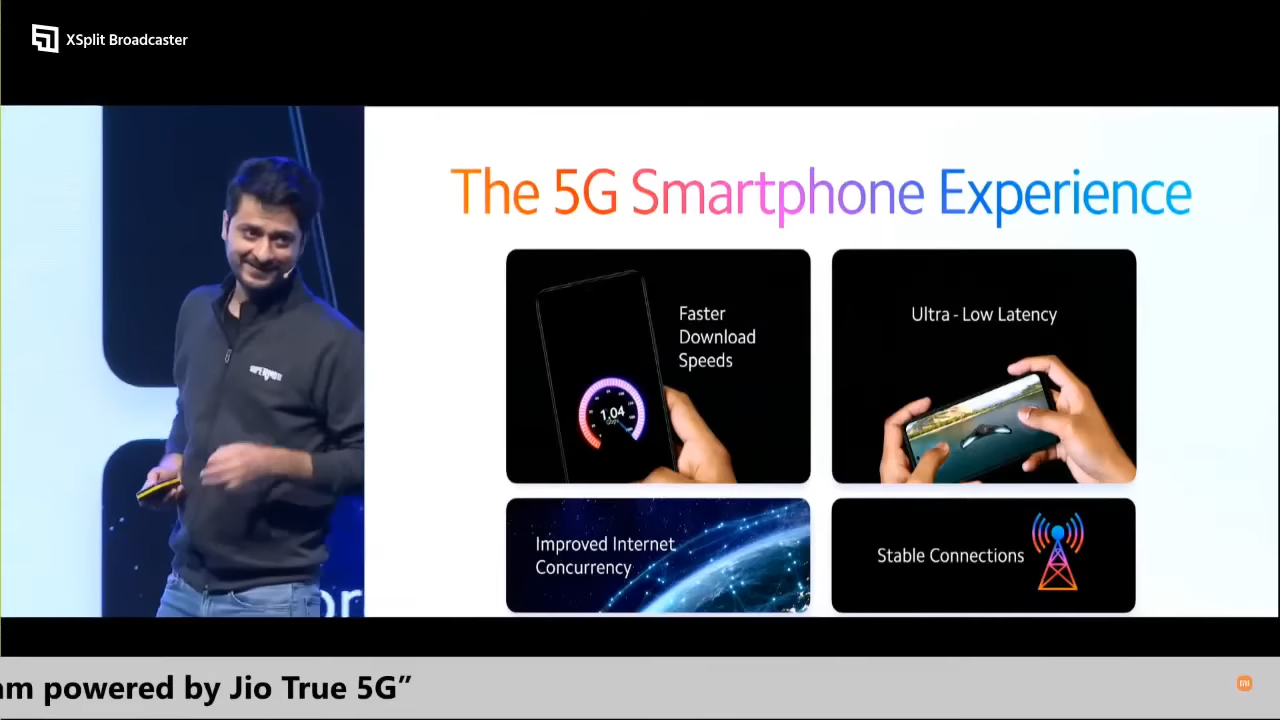 XSplit Broadcaster
The 5G Smartphone Experience
Faster
Download
Speeds
1.04
Ultra - Low Latency
Improved Internet
Concurrency
Stable Connections
am powered by Jio True 5G”
mi